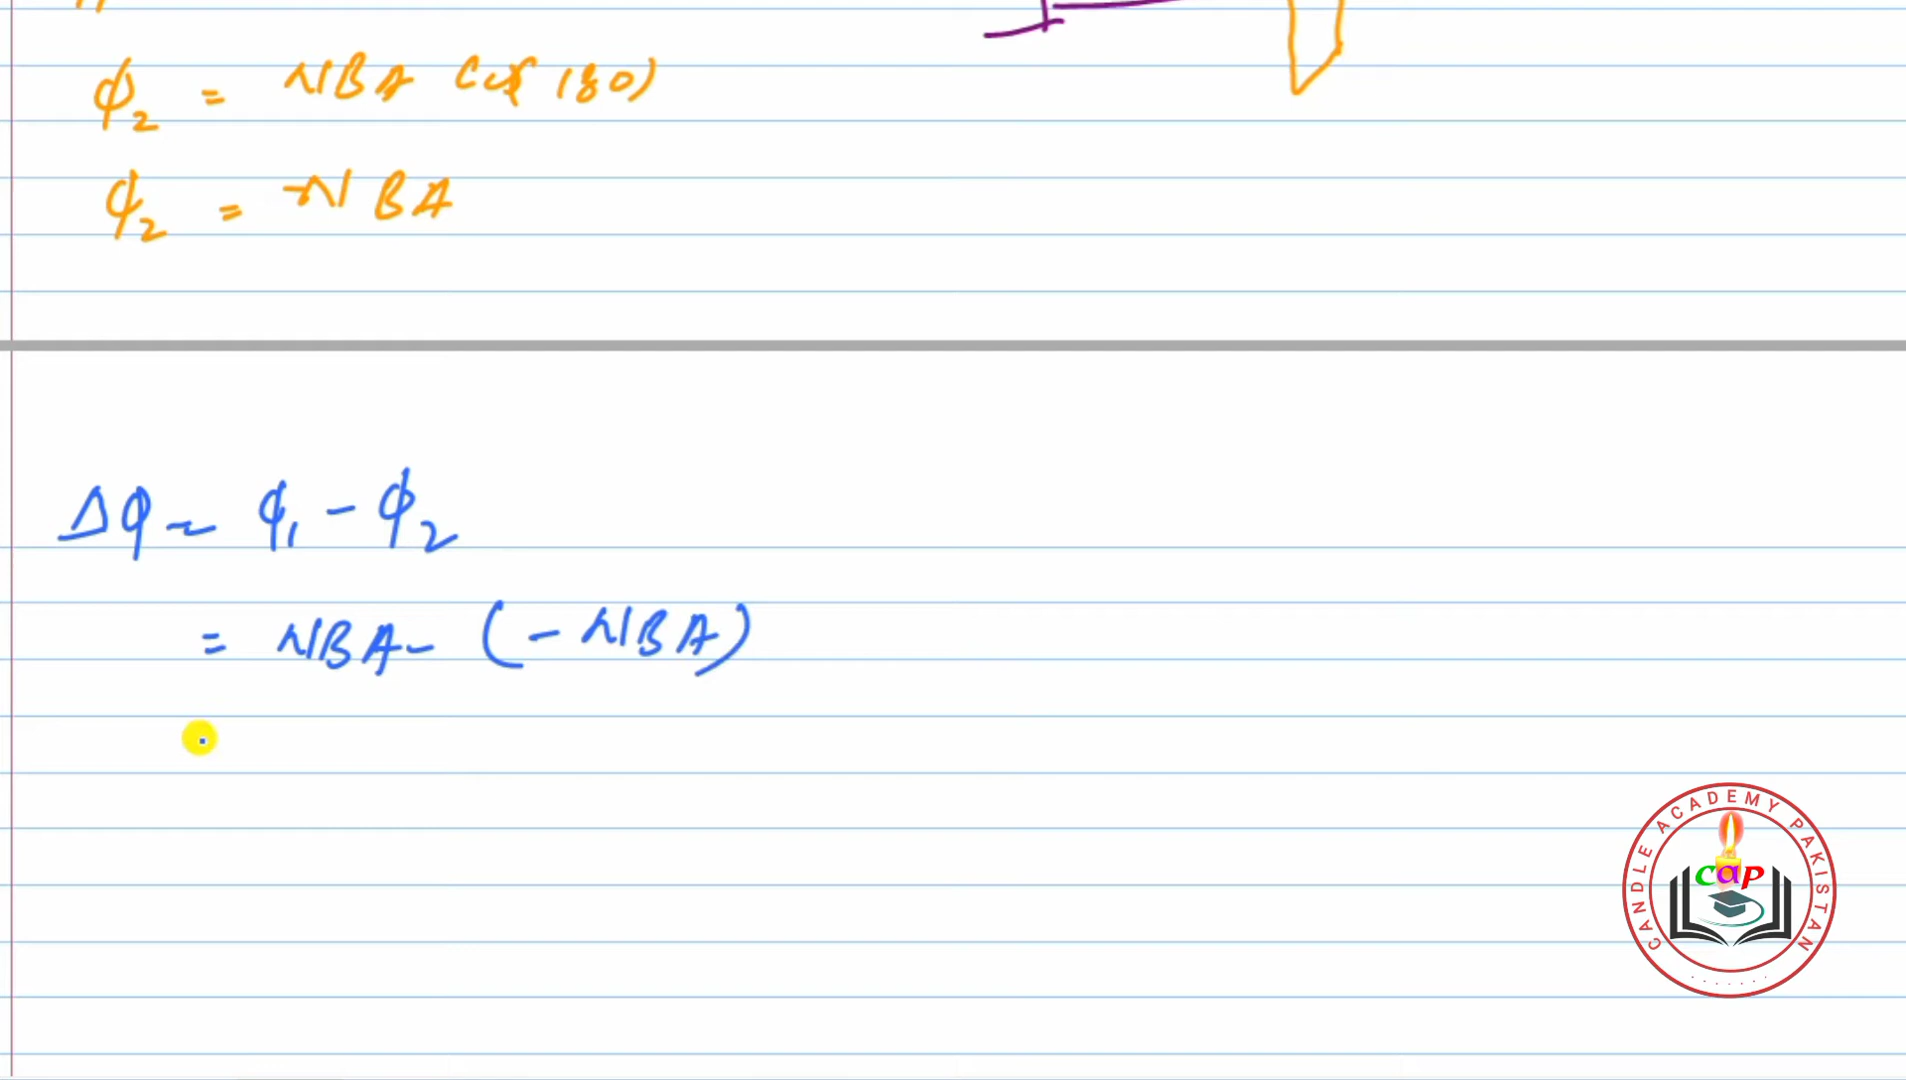 ϕ₂ = NBA Cos 180)
ϕ₂ = -NBA
Δϕ = ϕ₁ - ϕ₂
= NBA - (-NBA)
CANDLE ACADEMY PAKISTAN
cap